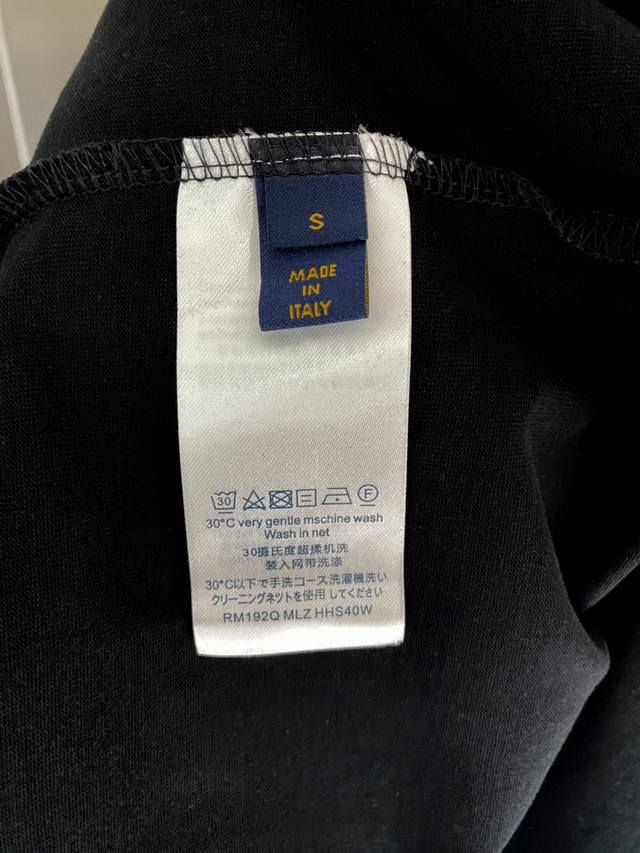 S
MADE
IN
ITALY
30
F
30°C very gentle mschine wash
Wash in net
30摄氏度超揉机洗
装入网带洗涤
30°C以下で手洗コース洗濯機洗い
クリーニングネットを使用 してください
RM192Q MLZ HHS40W